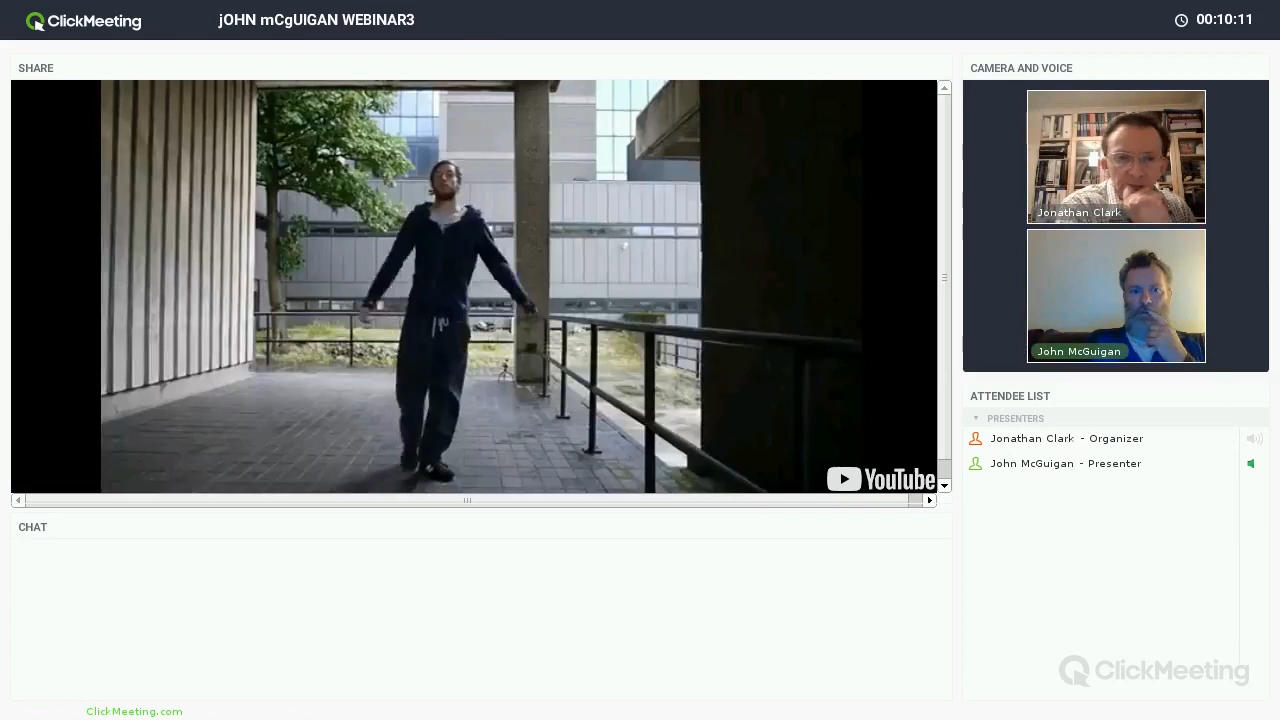 ClickMeeting
jOHN mCgUIGAN WEBINAR3
00:10:11
SHARE
CAMERA AND VOICE
Jonathan Clark
John McGuigan
YouTube
ATTENDEE LIST
PRESENTERS
Jonathan Clark - Organizer
John McGuigan - Presenter
CHAT
ClickMeeting
ClickMeeting.com